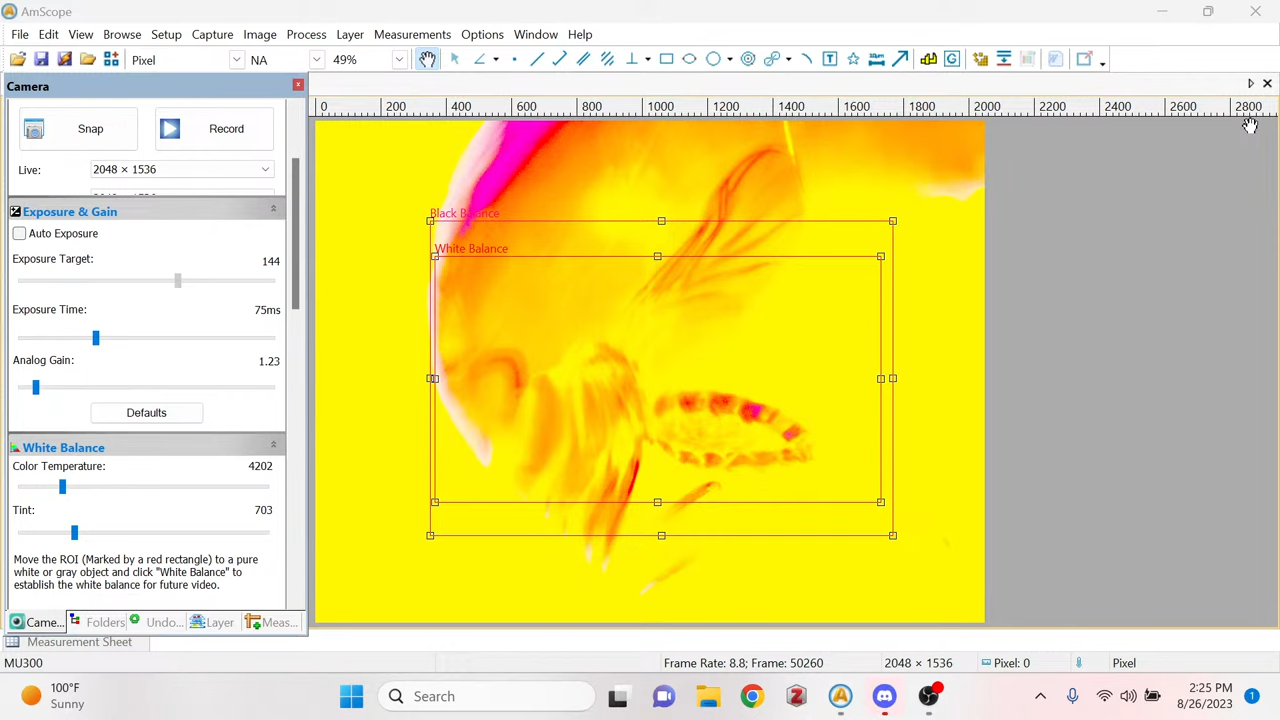 AmScope
File Edit View Browse Setup Capture Image Process Layer Measurements Options Window Help
Pixel NA 49%
Camera
0 200 400 600 800 1000 1200 1400 1600 1800 2000 2200 2400 2600 2800
Snap Record
Live: 2048 × 1536
Exposure & Gain
Auto Exposure
Exposure Target: 144
Exposure Time: 75ms
Analog Gain: 1.23
Defaults
White Balance
Color Temperature: 4202
Tint: 703
Move the ROI (Marked by a red rectangle) to a pure
white or gray object and click "White Balance" to
establish the white balance for future video.
Black Balance
White Balance
Came... Folders Undo... Layer Meas...
Measurement Sheet
MU300 Frame Rate: 8.8; Frame: 50260 2048 × 1536 Pixel: 0 Pixel
100°F
Sunny
Search
2:25 PM
8/26/2023
1